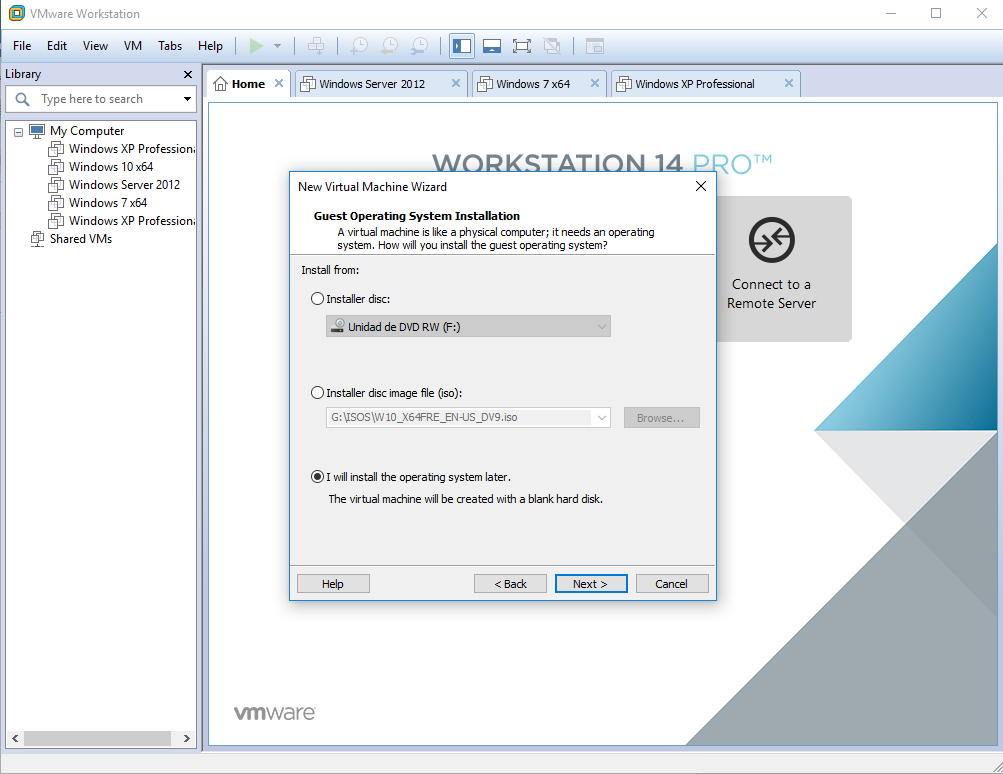 VMware Workstation
File Edit View VM Tabs Help
Library
Type here to search
My Computer
Windows XP Professiona
Windows 10 x64
Windows Server 2012
Windows 7 x64
Windows XP Professiona
Shared VMs
Home Windows Server 2012 Windows 7 x64 Windows XP Professional
WORKSTATION 14 PRO™
Connect to a
Remote Server
New Virtual Machine Wizard
Guest Operating System Installation
A virtual machine is like a physical computer; it needs an operating
system. How will you install the guest operating system?
Install from:
Installer disc:
Unidad de DVD RW (F:)
Installer disc image file (iso):
G:\ISOS\W10_X64FRE_EN-US_DV9.iso
Browse...
I will install the operating system later.
The virtual machine will be created with a blank hard disk.
Help < Back Next > Cancel
vmware